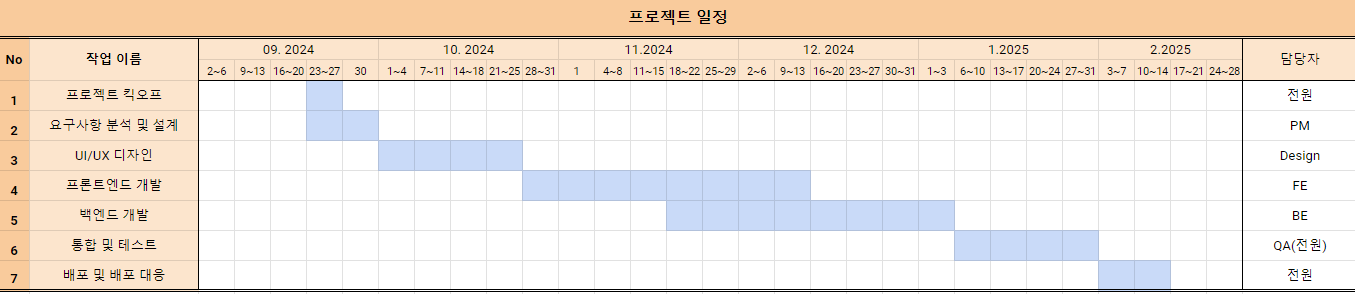 프로젝트 일정
No 작업 이름 09. 2024 10. 2024 11.2024 12. 2024 1.2025 2.2025 담당자
2~6 9~13 16~20 23~27 30 1~4 7~11 14~18 21~25 28~31 1 4~8 11~15 18~22 25~29 2~6 9~13 16~20 23~27 30~31 1~3 6~10 13~17 20~24 27~31 3~7 10~14 17~21 24~28
1 프로젝트 킥오프 전원
2 요구사항 분석 및 설계 PM
3 UI/UX 디자인 Design
4 프론트엔드 개발 FE
5 백엔드 개발 BE
6 통합 및 테스트 QA(전원)
7 배포 및 배포 대응 전원